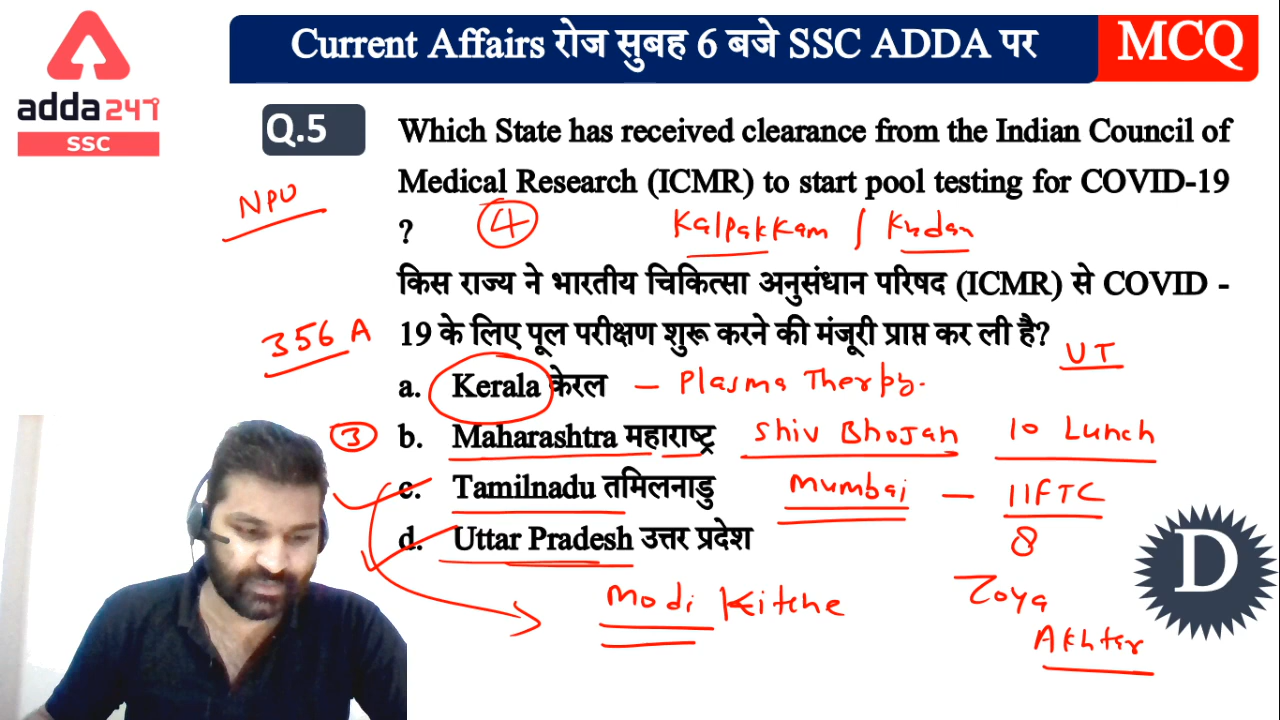 Current Affairs रोज सुबह 6 बजे SSC ADDA पर
MCQ
adda247
SSC
Q.5
Which State has received clearance from the Indian Council of
Medical Research (ICMR) to start pool testing for COVID-19
?
NPU
4
Kalpakkam / Kudan
किस राज्य ने भारतीय चिकित्सा अनुसंधान परिषद (ICMR) से COVID -
19 के लिए पूल परीक्षण शुरू करने की मंजूरी प्राप्त कर ली है?
356 A
UT
a. Kerala केरल – Plasma Therpy.
3 b. Maharashtra महाराष्ट्र Shiv Bhojan 10 Lunch
c. Tamilnadu तमिलनाडु Mumbai –
8
d. Uttar Pradesh उत्तर प्रदेश
D
Modi Kitche
Zoya
Akhtar